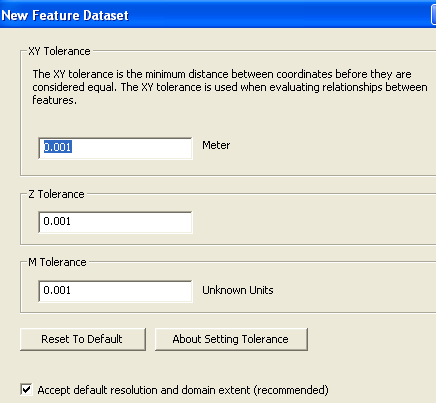 New Feature Dataset
XY Tolerance
The XY tolerance is the minimum distance between coordinates before they are
considered equal. The XY tolerance is used when evaluating relationships between
features.
0.001 Meter
Z Tolerance
0.001
M Tolerance
0.001 Unknown Units
Reset To Default About Setting Tolerance
Accept default resolution and domain extent (recommended)